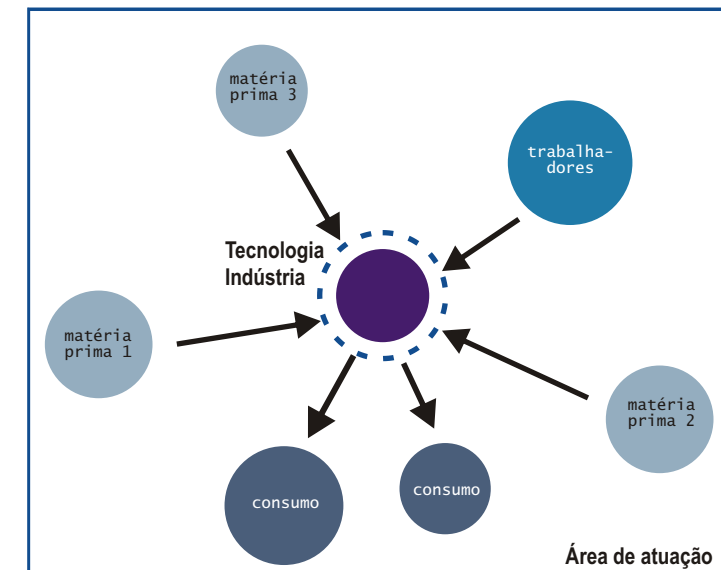 matéria
prima 3
trabalha-
dores
Tecnologia
Indústria
matéria
prima 1
matéria
prima 2
consumo
consumo
Área de atuação